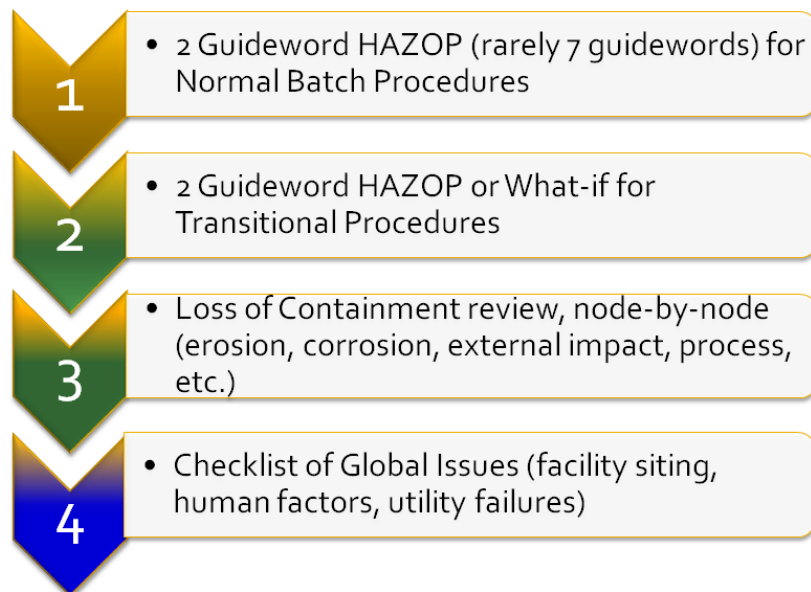 1
• 2 Guideword HAZOP (rarely 7 guidewords) for
Normal Batch Procedures
2
• 2 Guideword HAZOP or What-if for
Transitional Procedures
3
• Loss of Containment review, node-by-node
(erosion, corrosion, external impact, process,
etc.)
4
• Checklist of Global Issues (facility siting,
human factors, utility failures)